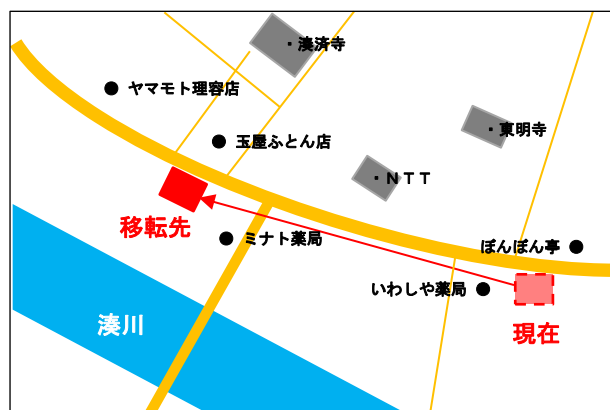 湊済寺
ヤマモト理容店
東明寺
玉屋ふとん店
NTT
移転先
ミナト薬局
ぽんぽん亭
いわしや薬局
湊川
現在